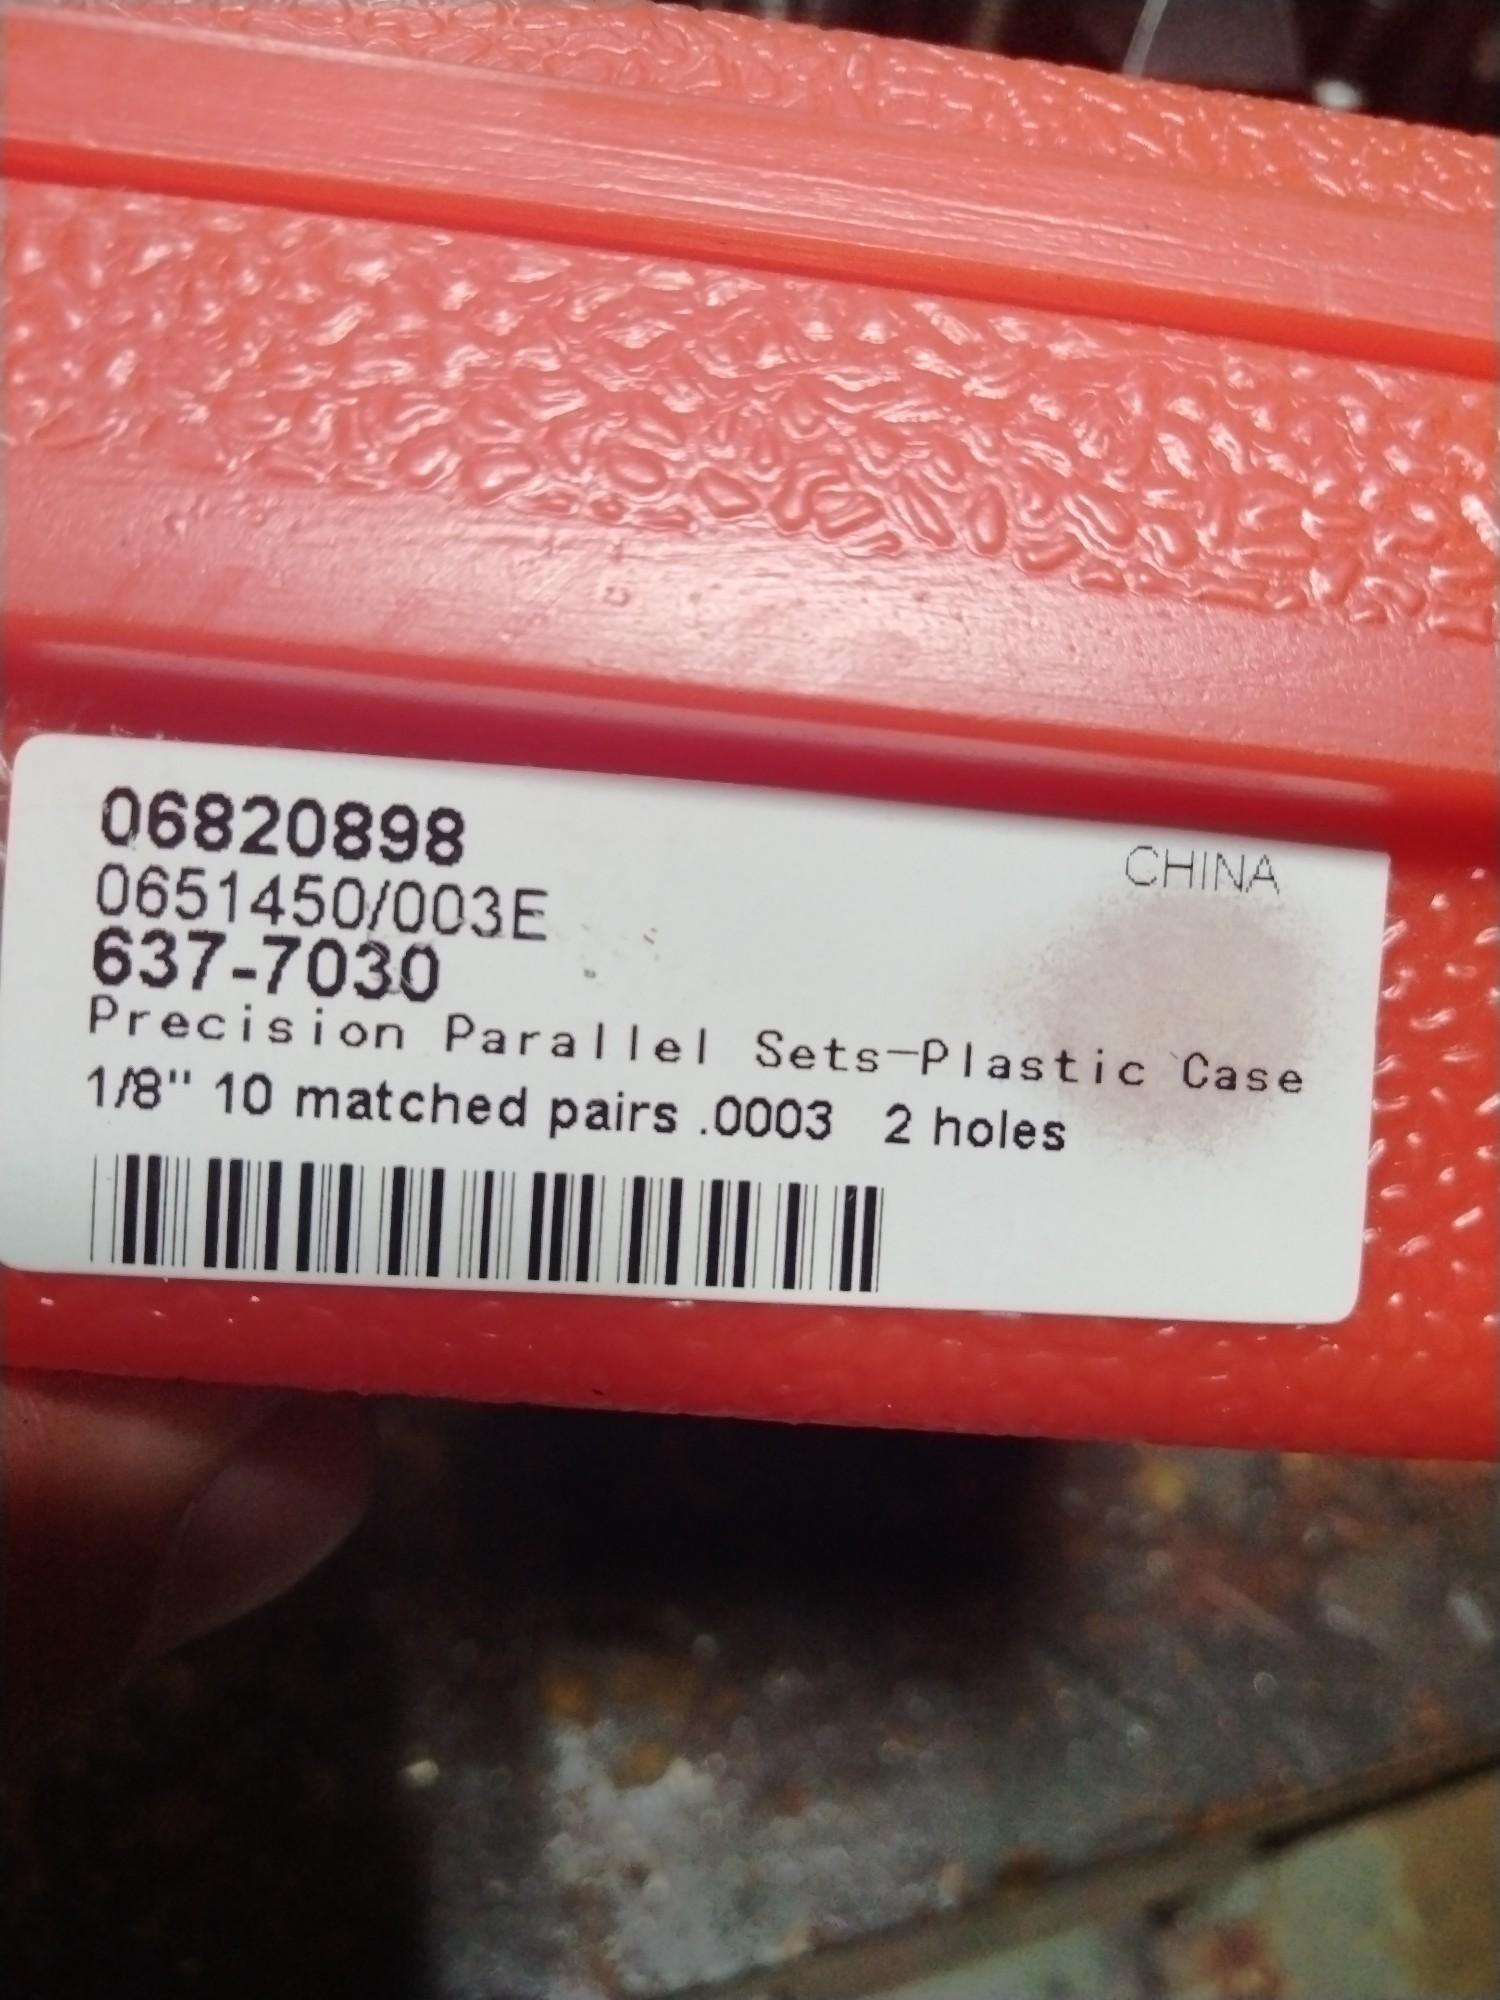 06820898
CHINA
0651450/003E
637-7030
Precision Parallel Sets-Plastic Case
1/8" 10 matched pairs .0003 2 holes